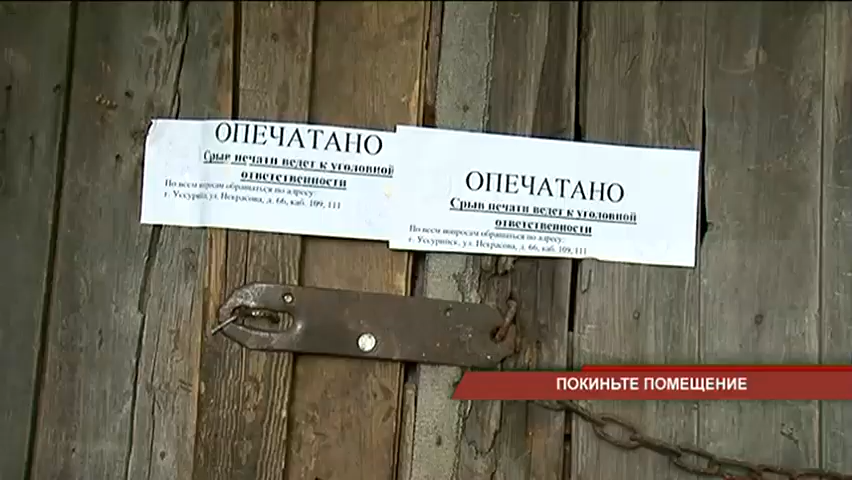 ОПЕЧАТАНО
Срыв печати ведет к уголовной
ответственности
По всем вопросам обращаться по адресу:
г. Уссурийск, ул. Некрасова, д. 66, каб. 109, 111
ОПЕЧАТАНО
Срыв печати ведет к уголовной
ответственности
По всем вопросам обращаться по адресу:
г. Уссурийск, ул. Некрасова, д. 66, каб. 109, 111
ПОКИНЬТЕ ПОМЕЩЕНИЕ